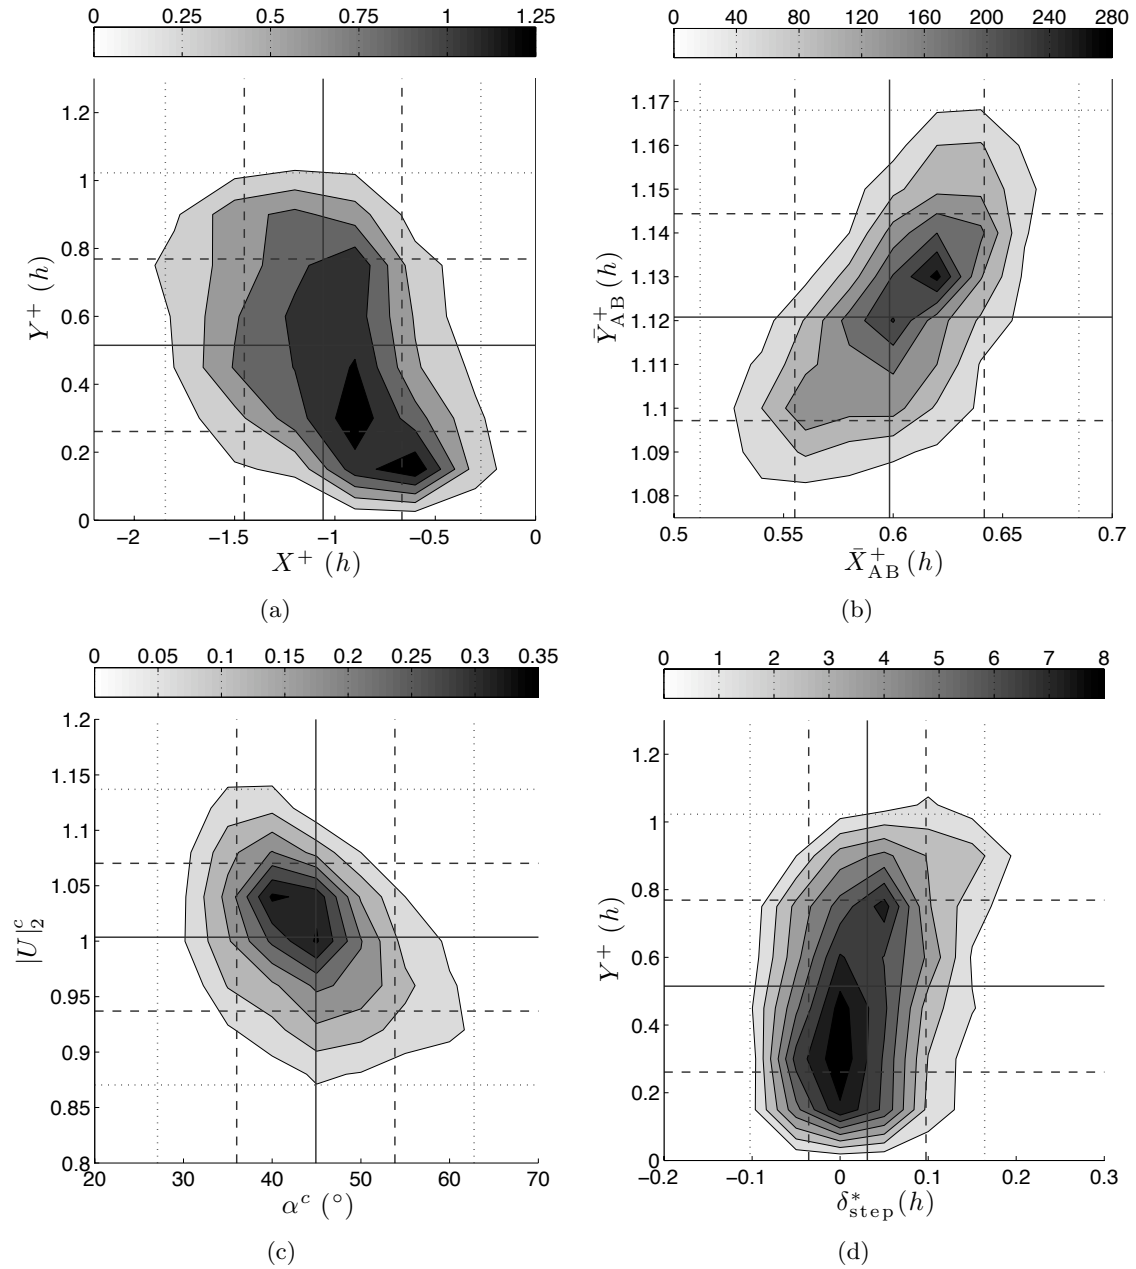 0 0.25 0.5 0.75 1 1.25
1.2
1
0.8
0.6
0.4
0.2
0
Y⁺ (h)
−2 −1.5 −1 −0.5 0
X⁺ (h)
(a)
0 40 80 120 160 200 240 280
1.17
1.16
1.15
1.14
1.13
1.12
1.11
1.1
1.09
1.08
Ȳ⁺_AB (h)
0.5 0.55 0.6 0.65 0.7
X̄⁺_AB (h)
(b)
0 0.05 0.1 0.15 0.2 0.25 0.3 0.35
1.2
1.15
1.1
1.05
1
0.95
0.9
0.85
0.8
|U|₂ᶜ
20 30 40 50 60 70
αᶜ (°)
(c)
0 1 2 3 4 5 6 7 8
1.2
1
0.8
0.6
0.4
0.2
0
Y⁺ (h)
−0.2 −0.1 0 0.1 0.2 0.3
δ*_step (h)
(d)